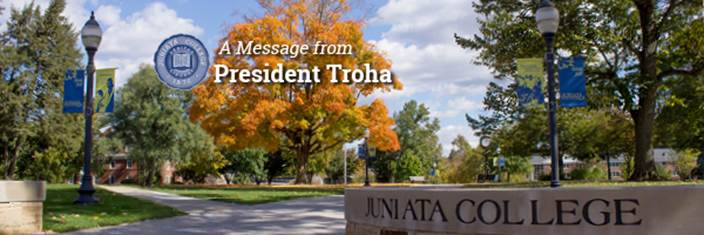 A Message from
President Troha
JUNIATA COLLEGE